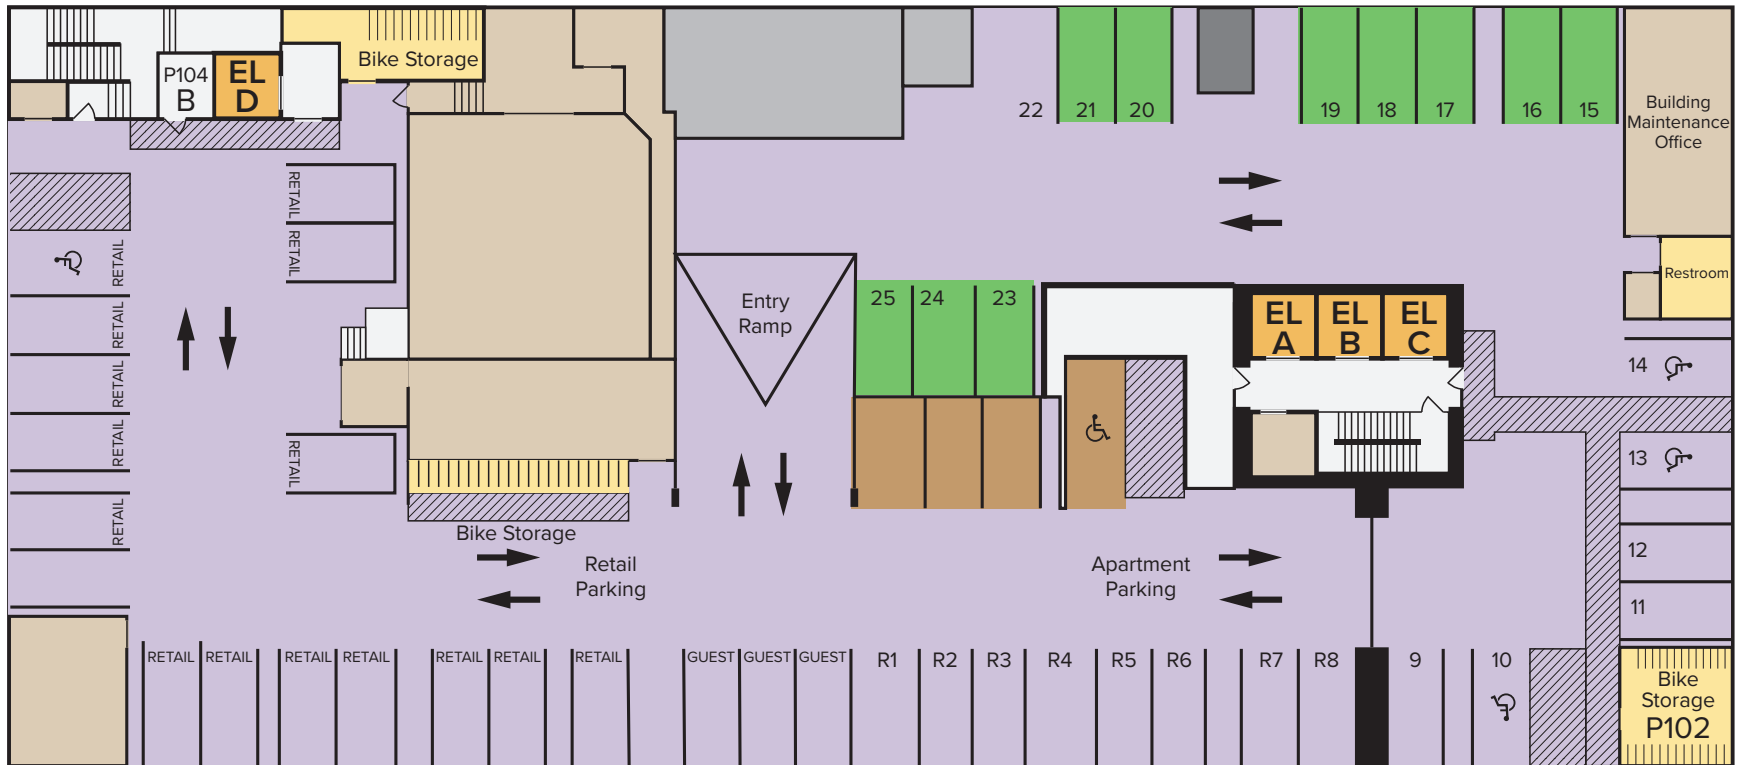 P104
B
EL
D
Bike Storage
22
21
20
19
18
17
16
15
Building
Maintenance
Office
RETAIL
RETAIL
RETAIL
RETAIL
RETAIL
RETAIL
RETAIL
RETAIL
Entry
Ramp
25
24
23
EL
A
EL
B
EL
C
Restroom
14
13
12
11
Bike Storage
Retail
Parking
Apartment
Parking
RETAIL
RETAIL
RETAIL
RETAIL
RETAIL
RETAIL
RETAIL
GUEST
GUEST
GUEST
R1
R2
R3
R4
R5
R6
R7
R8
9
10
Bike
Storage
P102